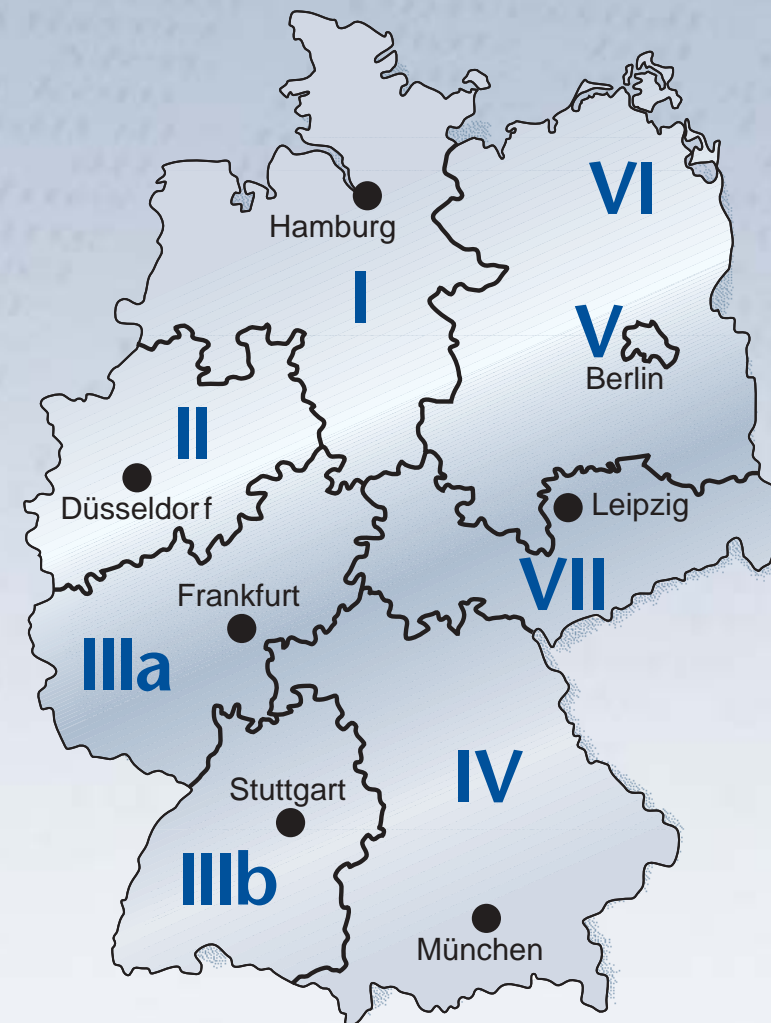 VI
Hamburg
I
V
Berlin
II
Düsseldorf
Leipzig
VII
Frankfurt
IIIa
IV
Stuttgart
IIIb
München